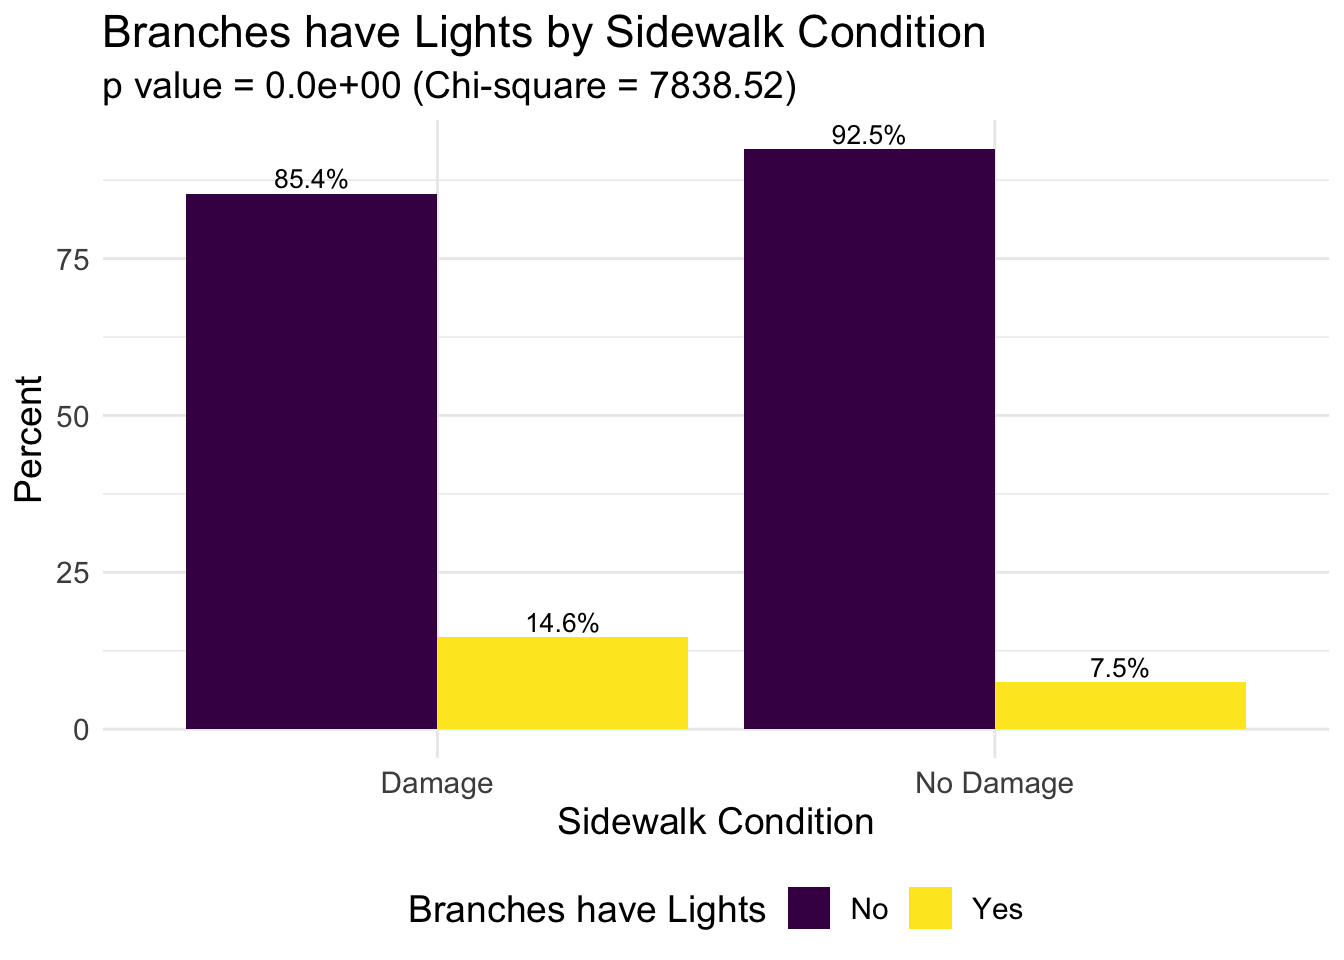 Branches have Lights by Sidewalk Condition
p value = 0.0e+00 (Chi-square = 7838.52)
92.5%
85.4%
75
Percent
50
25
14.6%
7.5%
0
Damage No Damage
Sidewalk Condition
Branches have Lights No Yes